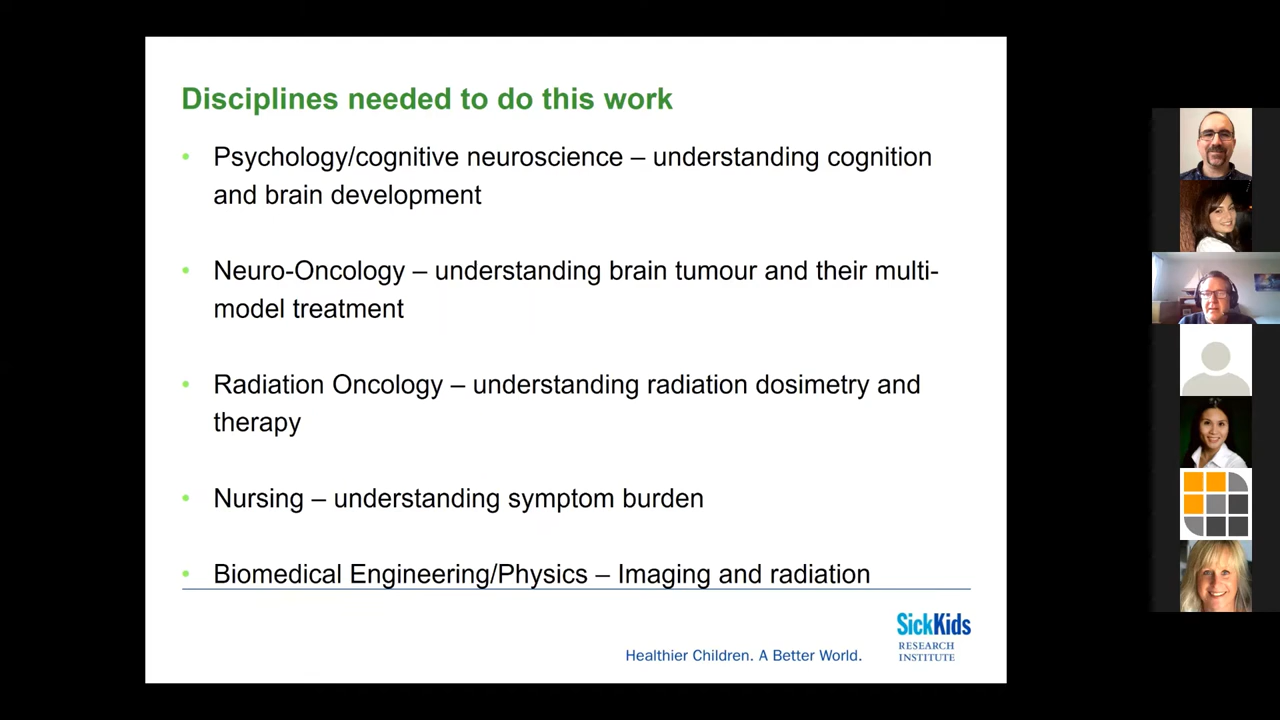 Disciplines needed to do this work
• Psychology/cognitive neuroscience – understanding cognition
and brain development
• Neuro-Oncology – understanding brain tumour and their multi-
model treatment
• Radiation Oncology – understanding radiation dosimetry and
therapy
• Nursing – understanding symptom burden
• Biomedical Engineering/Physics – Imaging and radiation
SickKids
RESEARCH
INSTITUTE
Healthier Children. A Better World.